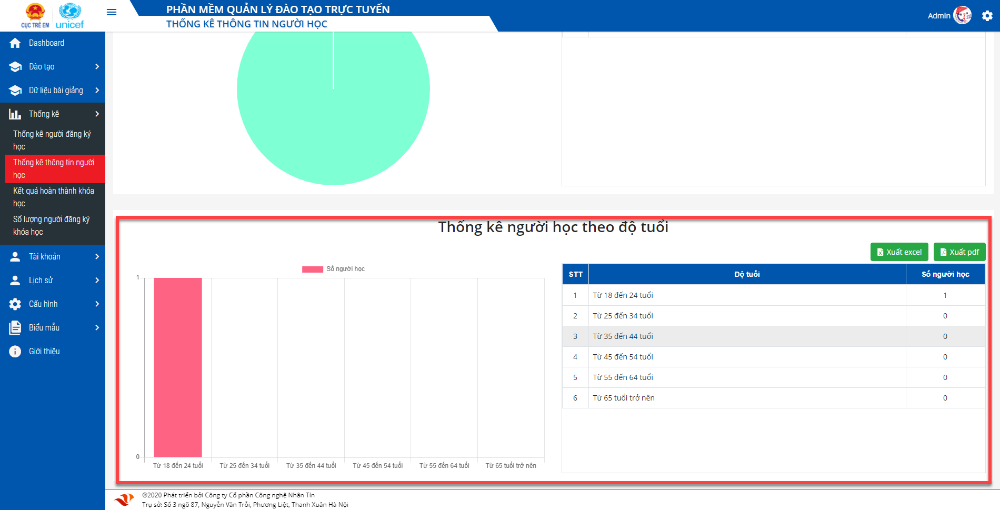 CỤC TRẺ EM
unicef
PHẦN MỀM QUẢN LÝ ĐÀO TẠO TRỰC TUYẾN
THỐNG KÊ THÔNG TIN NGƯỜI HỌC
Admin
111
Dashboard
Đào tạo
Dữ liệu bài giảng
Thống kê
Thống kê người đăng ký
học
Thống kê thông tin người
học
Kết quả hoàn thành khóa
học
Số lượng người đăng ký
khóa học
Tài khoản
Lịch sử
Cấu hình
Biểu mẫu
Giới thiệu
Thống kê người học theo độ tuổi
Xuất excel
Xuất pdf
Số người học
1
0
Từ 18 đến 24 tuổi
Từ 25 đến 34 tuổi
Từ 35 đến 44 tuổi
Từ 45 đến 54 tuổi
Từ 55 đến 64 tuổi
Từ 65 tuổi trở nên
STT Độ tuổi Số người học
1 Từ 18 đến 24 tuổi 1
2 Từ 25 đến 34 tuổi 0
3 Từ 35 đến 44 tuổi 0
4 Từ 45 đến 54 tuổi 0
5 Từ 55 đến 64 tuổi 0
6 Từ 65 tuổi trở nên 0
®2020 Phát triển bởi Công ty Cổ phần Công nghệ Nhân Tín
Trụ sở: Số 3 ngõ 87, Nguyễn Văn Trỗi, Phương Liệt, Thanh Xuân Hà Nội